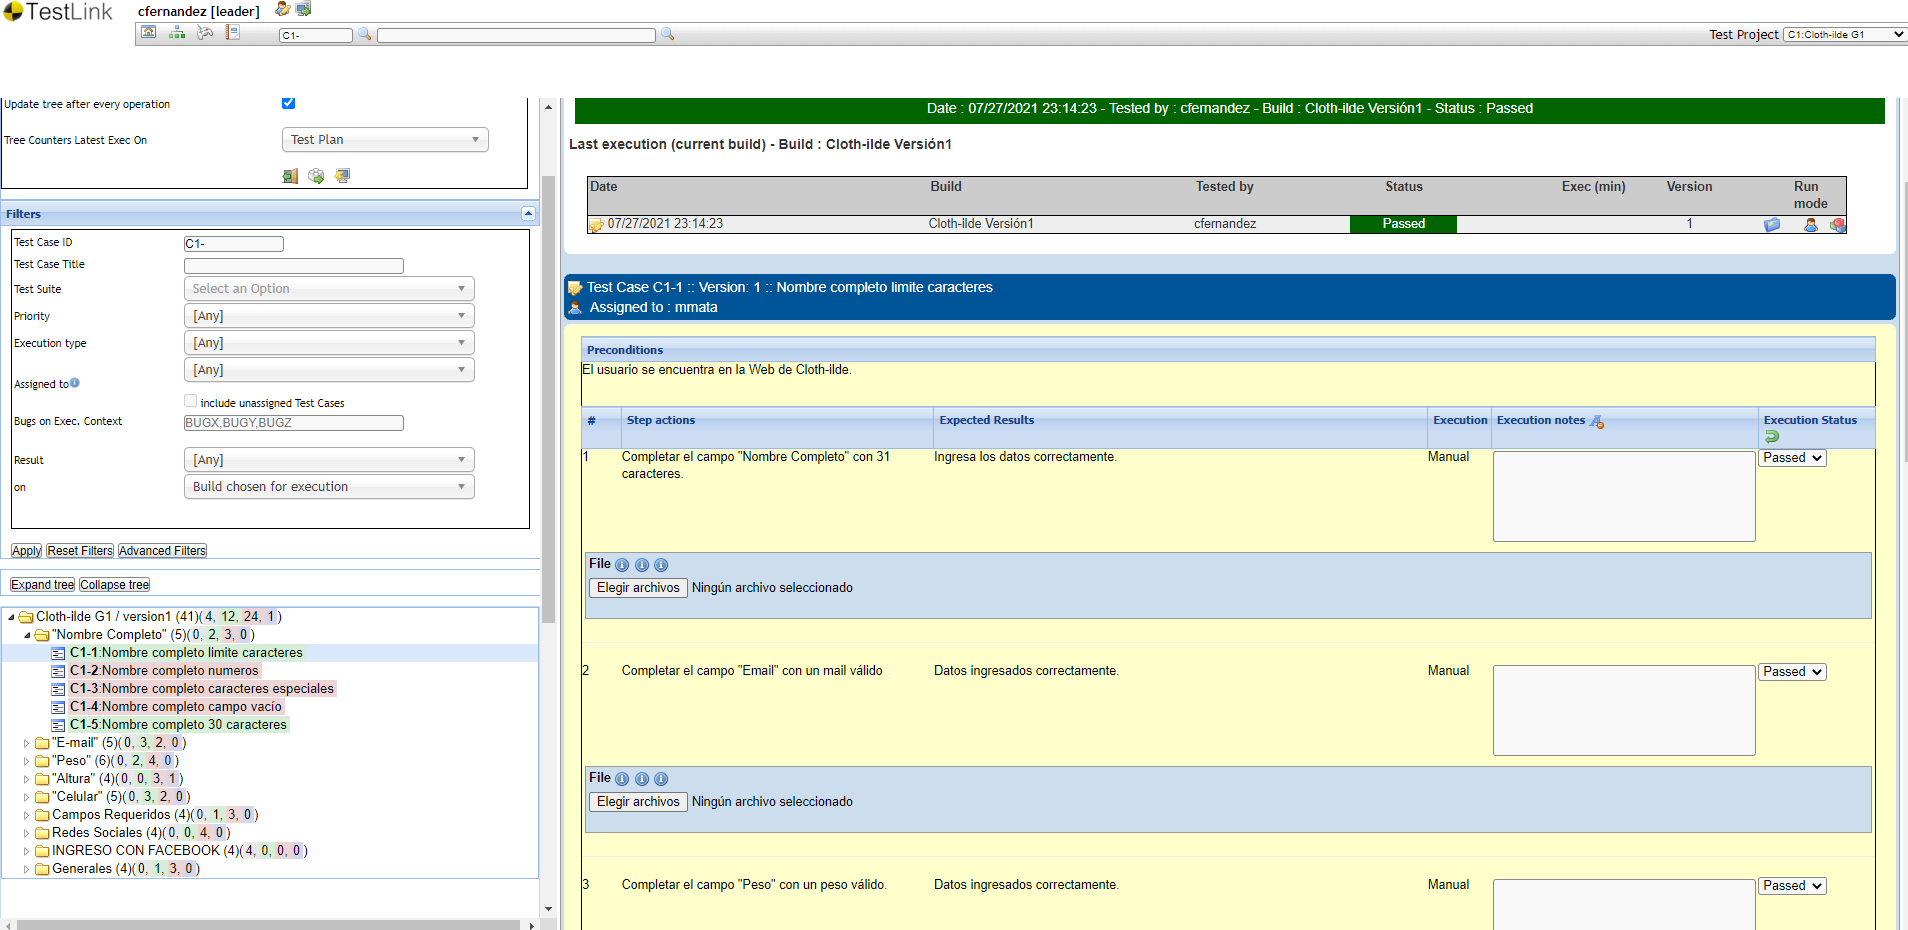 TestLink
cfernandez [leader]
C1-
Test Project C1:Cloth-ilde G1
Update tree after every operation
Tree Counters Latest Exec On Test Plan
Filters
Test Case ID C1-
Test Case Title
Test Suite Select an Option
Priority [Any]
Execution type [Any]
[Any]
Assigned to
include unassigned Test Cases
Bugs on Exec. Context BUGX,BUGY,BUGZ
Result [Any]
on Build chosen for execution
Apply Reset Filters Advanced Filters
Expand tree Collapse tree
Cloth-ilde G1 / version1 (41)(4, 12, 24, 1)
"Nombre Completo" (5)(0, 2, 3, 0)
C1-1:Nombre completo limite caracteres
C1-2:Nombre completo numeros
C1-3:Nombre completo caracteres especiales
C1-4:Nombre completo campo vacío
C1-5:Nombre completo 30 caracteres
"E-mail" (5)(0, 3, 2, 0)
"Peso" (6)(0, 2, 4, 0)
"Altura" (4)(0, 0, 3, 1)
"Celular" (5)(0, 3, 2, 0)
Campos Requeridos (4)(0, 1, 3, 0)
Redes Sociales (4)(0, 0, 4, 0)
INGRESO CON FACEBOOK (4)(4, 0, 0, 0)
Generales (4)(0, 1, 3, 0)
Date : 07/27/2021 23:14:23 - Tested by : cfernandez - Build : Cloth-ilde Versión1 - Status : Passed
Last execution (current build) - Build : Cloth-ilde Versión1
Date Build Tested by Status Exec (min) Version Run mode
07/27/2021 23:14:23 Cloth-ilde Versión1 cfernandez Passed 1
Test Case C1-1 :: Version: 1 :: Nombre completo limite caracteres
Assigned to : mmata
Preconditions
El usuario se encuentra en la Web de Cloth-ilde.
# Step actions Expected Results Execution Execution notes Execution Status
1 Completar el campo "Nombre Completo" con 31 Ingresa los datos correctamente. Manual Passed
caracteres.
File
Elegir archivos Ningún archivo seleccionado
2 Completar el campo "Email" con un mail válido Datos ingresados correctamente. Manual Passed
File
Elegir archivos Ningún archivo seleccionado
3 Completar el campo "Peso" con un peso válido. Datos ingresados correctamente. Manual Passed